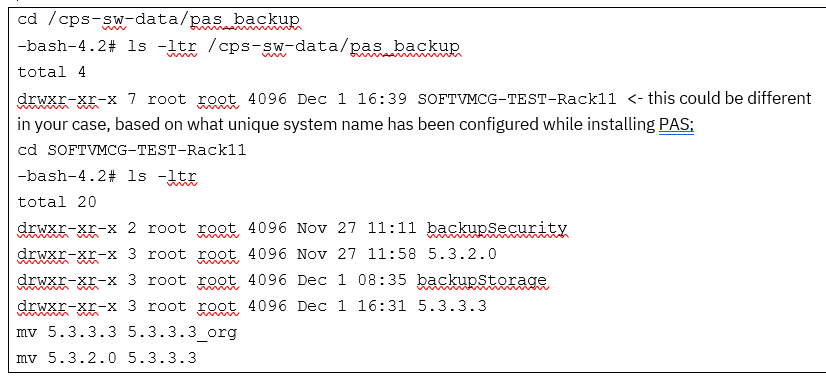 cd /cps-sw-data/pas_backup
-bash-4.2# ls -ltr /cps-sw-data/pas_backup
total 4
drwxr-xr-x 7 root root 4096 Dec 1 16:39 SOFTVMCG-TEST-Rack11 <- this could be different
in your case, based on what unique system name has been configured while installing PAS;
cd SOFTVMCG-TEST-Rack11
-bash-4.2# ls -ltr
total 20
drwxr-xr-x 2 root root 4096 Nov 27 11:11 backupSecurity
drwxr-xr-x 3 root root 4096 Nov 27 11:58 5.3.2.0
drwxr-xr-x 3 root root 4096 Dec 1 08:35 backupStorage
drwxr-xr-x 3 root root 4096 Dec 1 16:31 5.3.3.3
mv 5.3.3.3 5.3.3.3_org
mv 5.3.2.0 5.3.3.3